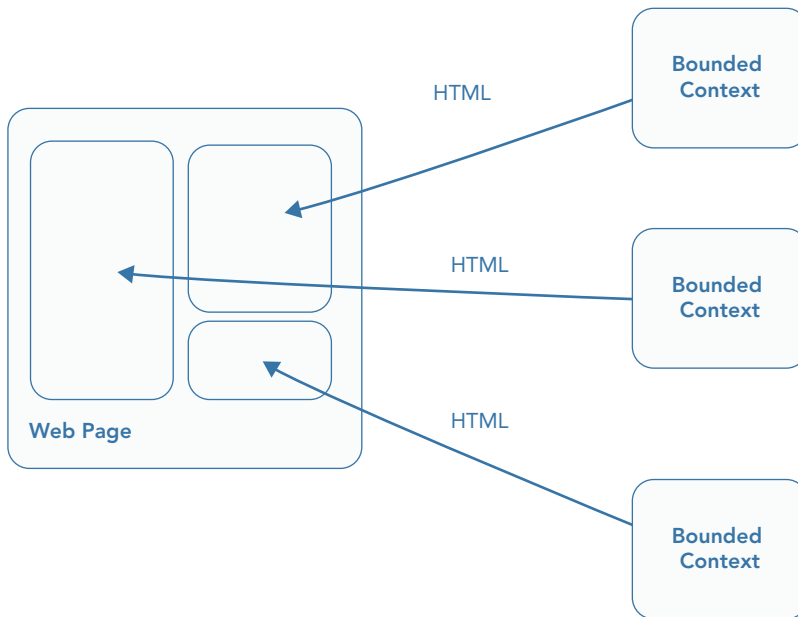 Bounded
Context
HTML
HTML
Bounded
Context
Web Page
HTML
Bounded
Context